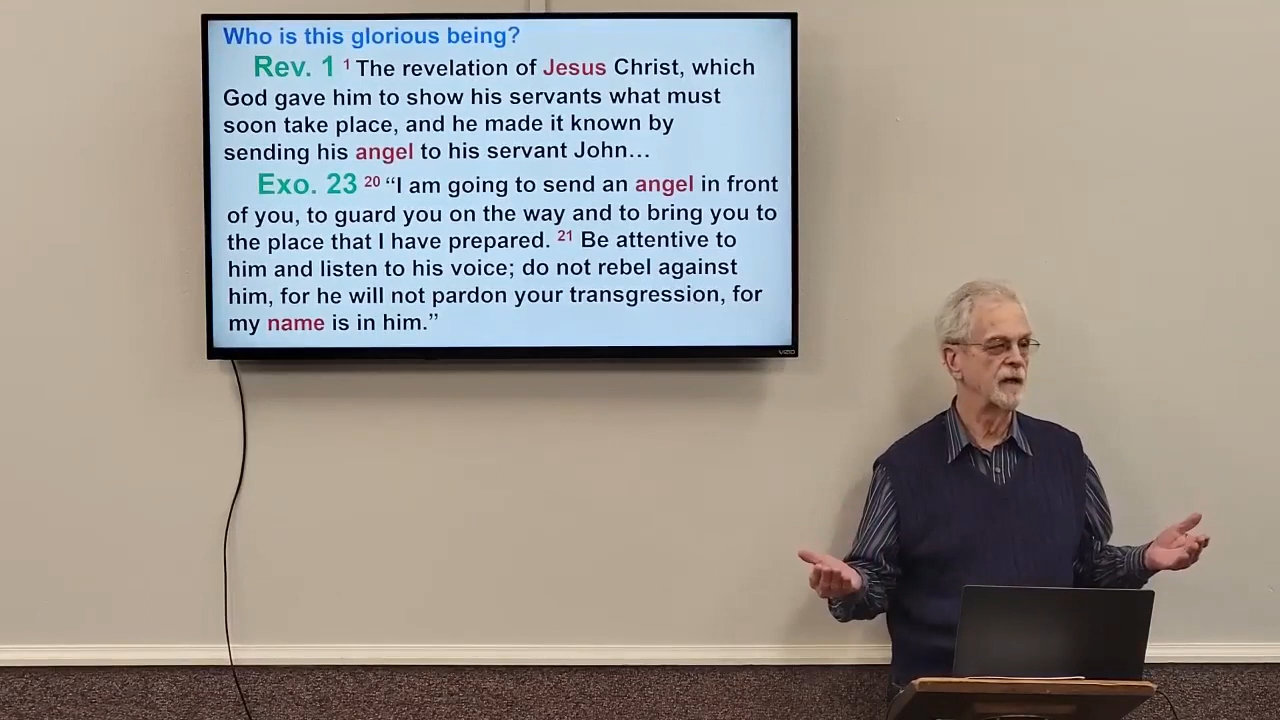 Who is this glorious being?
Rev. 1 1 The revelation of Jesus Christ, which
God gave him to show his servants what must
soon take place, and he made it known by
sending his angel to his servant John…
Exo. 23 20 “I am going to send an angel in front
of you, to guard you on the way and to bring you to
the place that I have prepared. 21 Be attentive to
him and listen to his voice; do not rebel against
him, for he will not pardon your transgression, for
my name is in him.”
VIZIO